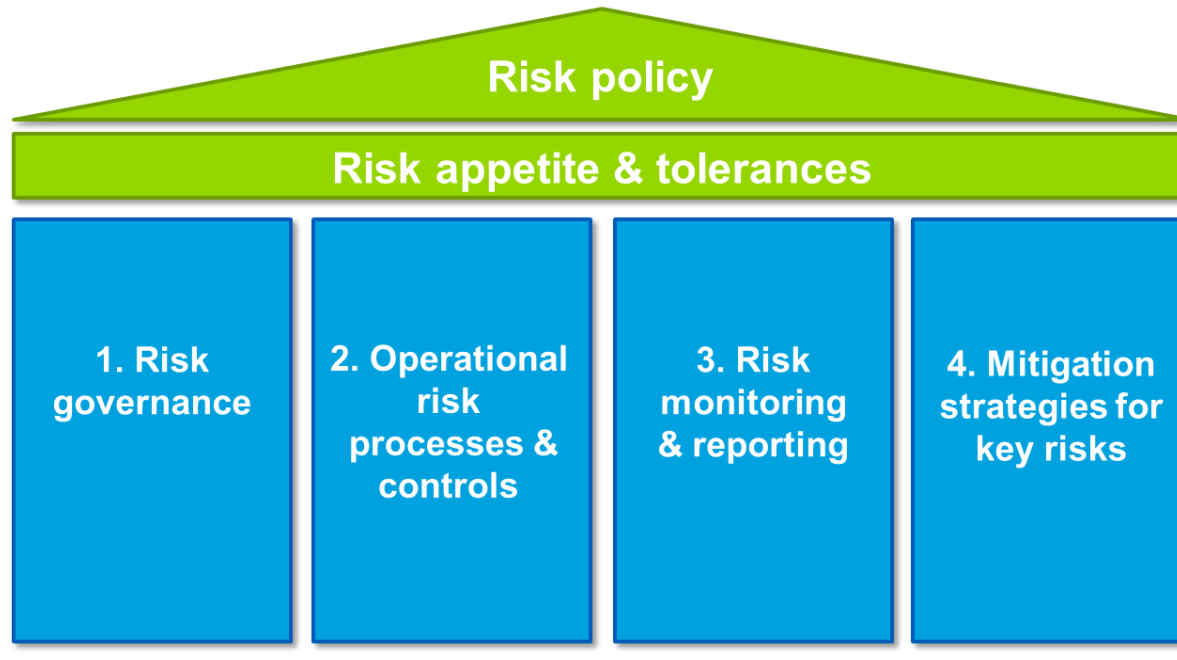 Risk policy
Risk appetite & tolerances
1. Risk
governance
2. Operational
risk
processes &
controls
3. Risk
monitoring
& reporting
4. Mitigation
strategies for
key risks